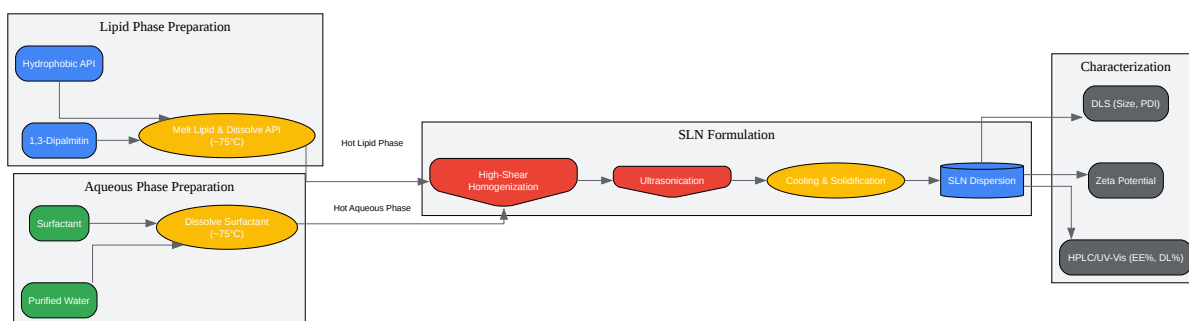 Lipid Phase Preparation
Hydrophobic API
1,3-Dipalmitin
Melt Lipid & Dissolve API
(~75°C)
Aqueous Phase Preparation
Surfactant
Purified Water
Dissolve Surfactant
(~75°C)
Hot Lipid Phase
Hot Aqueous Phase
SLN Formulation
High-Shear
Homogenization
Ultrasonication
Cooling & Solidification
SLN Dispersion
Characterization
DLS (Size, PDI)
Zeta Potential
HPLC/UV-Vis (EE%, DL%)